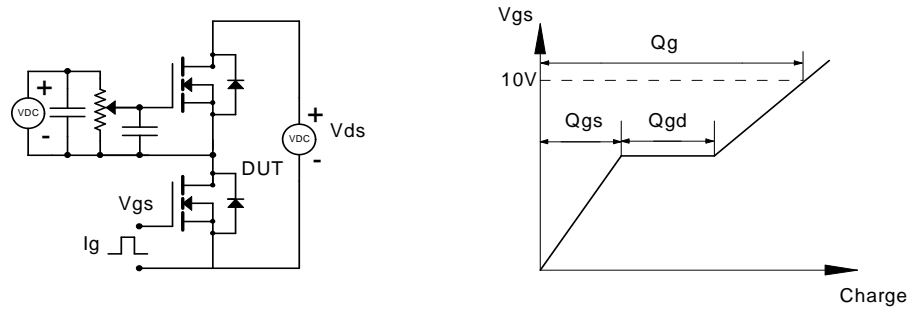 +
VDC
-
+
VDC
-
Vds
DUT
Vgs
Ig
Vgs
Qg
10V
Qgs
Qgd
Charge